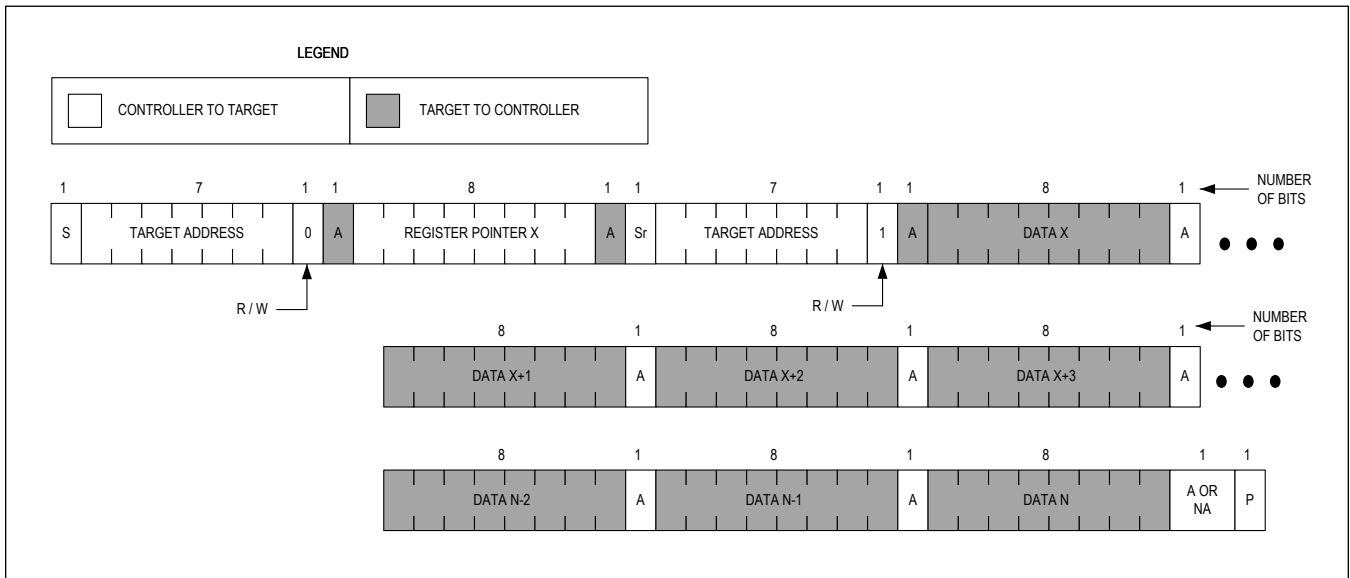 LEGEND
CONTROLLER TO TARGET TARGET TO CONTROLLER
1 7 1 1 8 1 1 7 1 1 8 1 NUMBER
OF BITS
S TARGET ADDRESS 0 A REGISTER POINTER X A Sr TARGET ADDRESS 1 A DATA X A
R / W R / W
8 1 8 1 8 1 NUMBER
OF BITS
DATA X+1 A DATA X+2 A DATA X+3 A
8 1 8 1 8 1 1
DATA N-2 A DATA N-1 A DATA N A OR
NA P